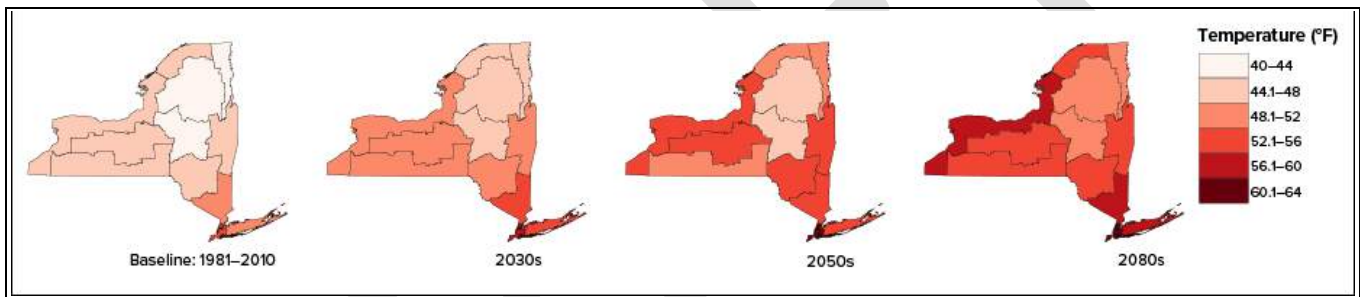 Temperature (°F)
40–44
44.1–48
48.1–52
52.1–56
56.1–60
60.1–64
Baseline: 1981–2010
2030s
2050s
2080s